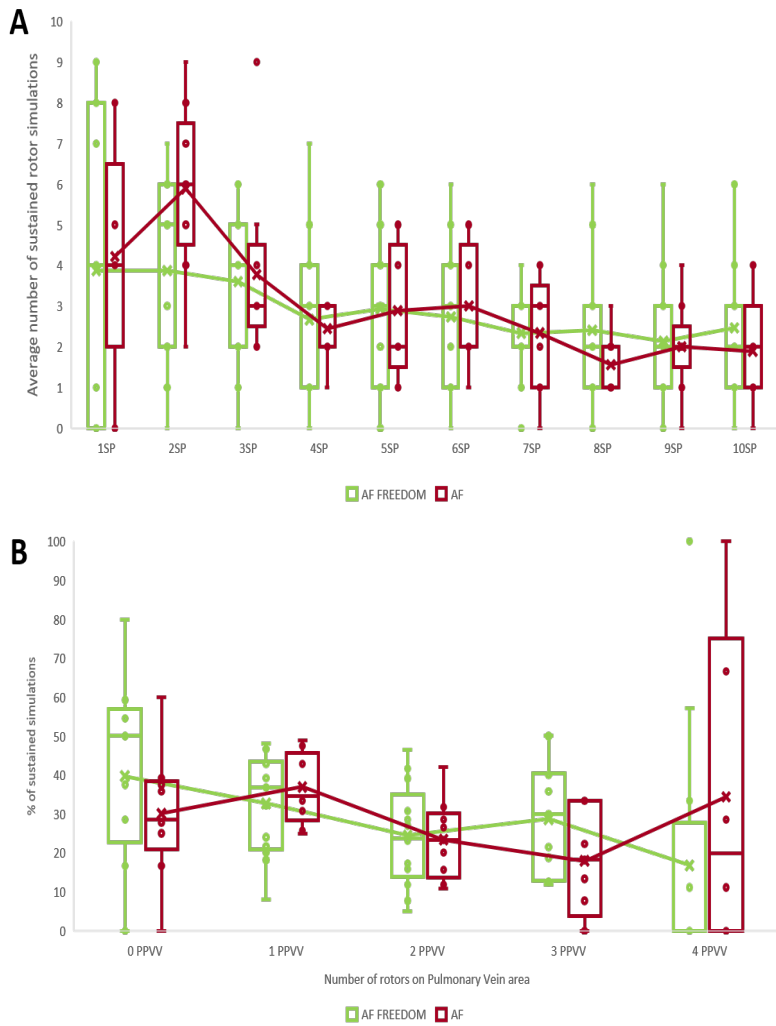 A
Average number of sustained rotor simulations
10
9
8
7
6
5
4
3
2
1
0
1SP 2SP 3SP 4SP 5SP 6SP 7SP 8SP 9SP 10SP
AF FREEDOM AF
B
% of sustained simulations
100
90
80
70
60
50
40
30
20
10
0
0 PPVV 1 PPVV 2 PPVV 3 PPVV 4 PPVV
Number of rotors on Pulmonary Vein area
AF FREEDOM AF